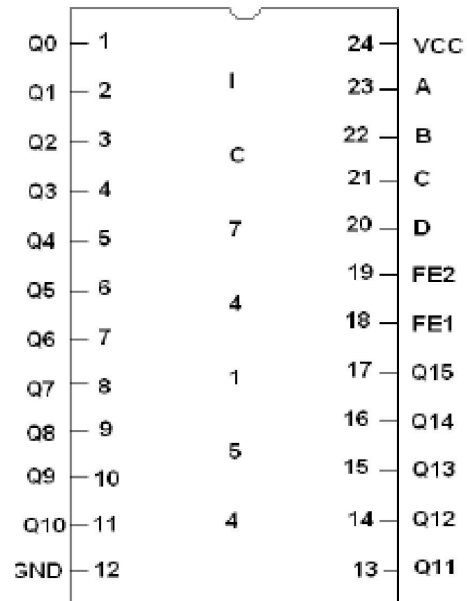 Q0 1 24 VCC
Q1 2 I 23 A
Q2 3 C 22 B
Q3 4 21 C
Q4 5 7 20 D
Q5 6 4 19 FE2
Q6 7 18 FE1
Q7 8 1 17 Q15
Q8 9 5 16 Q14
Q9 10 15 Q13
Q10 11 4 14 Q12
GND 12 13 Q11